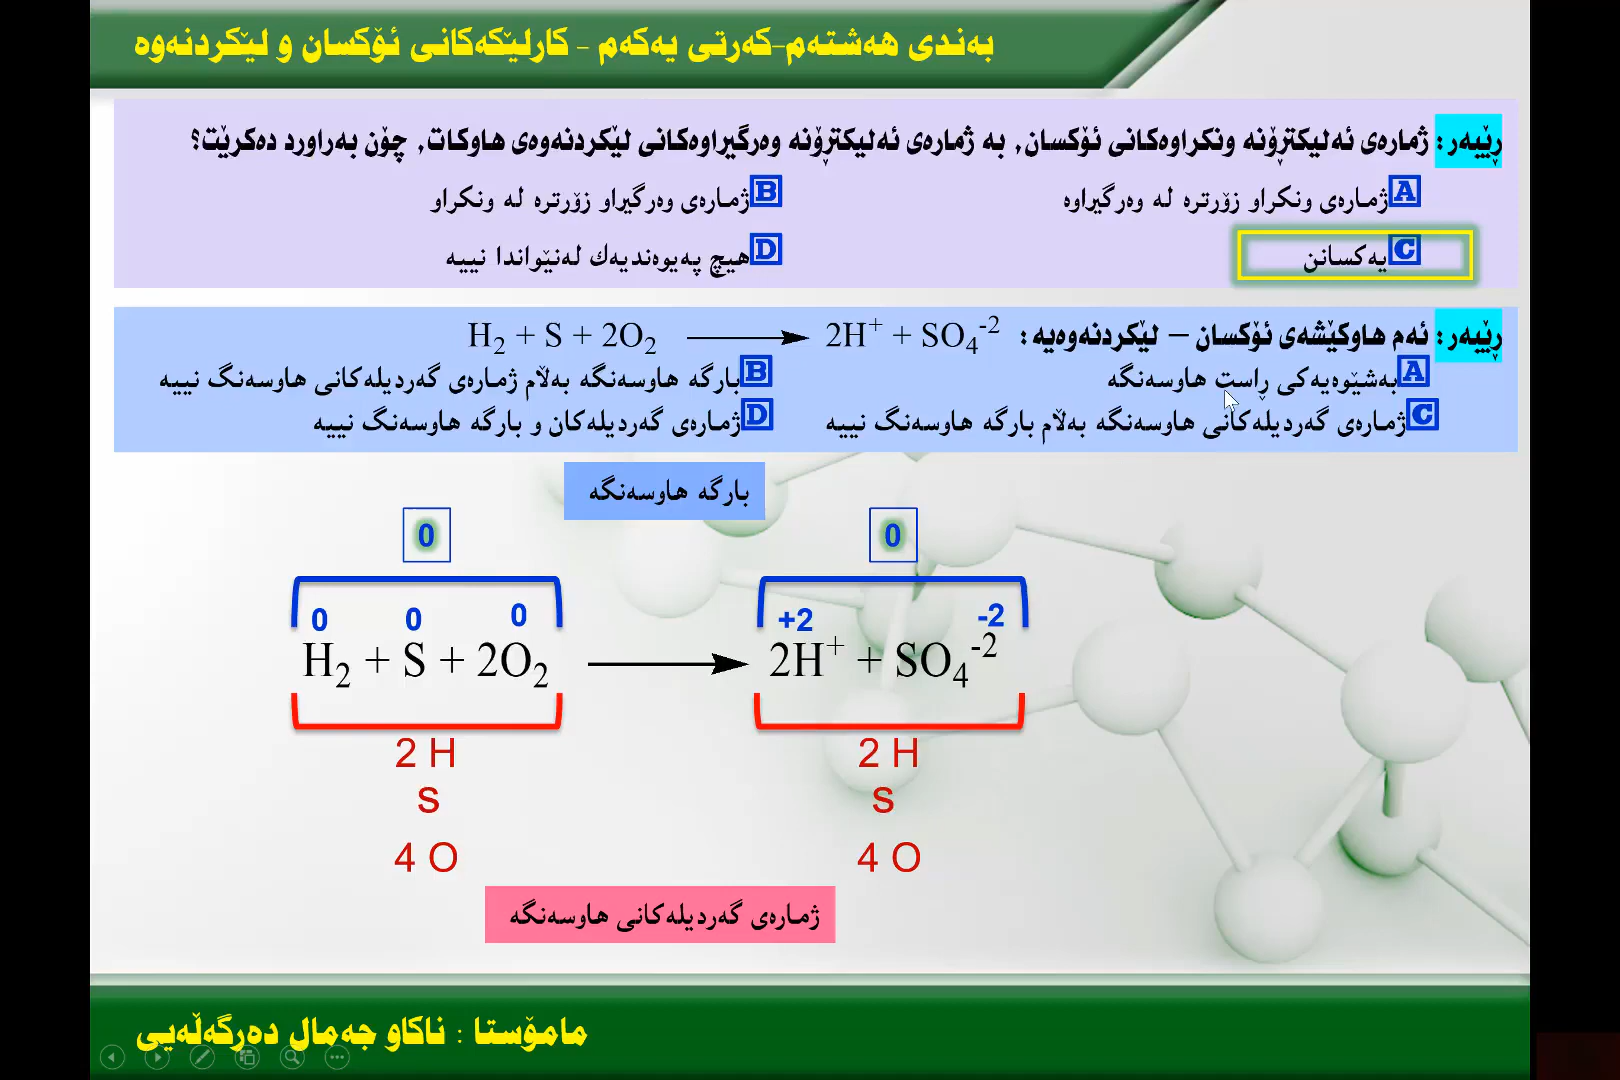 بەندی هەشتەم-کەرتی یەکەم - کارلێکەکانی ئۆکسان و لێکردنەوە
ڕێبەر: ژمارەی ئەلیکترۆنە ونکراوەکانی ئۆکسان, بە ژمارەی ئەلیکترۆنە وەرگیراوەکانی لێکردنەوەی هاوکات, چۆن بەراورد دەکرێت؟
A ژمارەی ونکراو زۆرترە لە وەرگیراوە
B ژمارەی وەرگیراو زۆرترە لە ونکراو
C یەکسانن
D هیچ پەیوەندیەك لەنێواندا نییە
ڕێبەر: ئەم هاوکێشەی ئۆکسان – لێکردنەوەیە: H₂ + S + 2O₂ ⟶ 2H⁺ + SO₄⁻²
A بەشێوەیەکی ڕاست هاوسەنگە
B بارگە هاوسەنگە بەڵام ژمارەی گەردیلەکانی هاوسەنگ نییە
C ژمارەی گەردیلەکانی هاوسەنگە بەڵام بارگە هاوسەنگ نییە
D ژمارەی گەردیلەکان و بارگە هاوسەنگ نییە
بارگە هاوسەنگە
0 0
0 0 0 +2 -2
H₂ + S + 2O₂ ⟶ 2H⁺ + SO₄⁻²
2 H 2 H
S S
4 O 4 O
ژمارەی گەردیلەکانی هاوسەنگە
مامۆستا : ناکاو جەمال دەرگەڵەیی